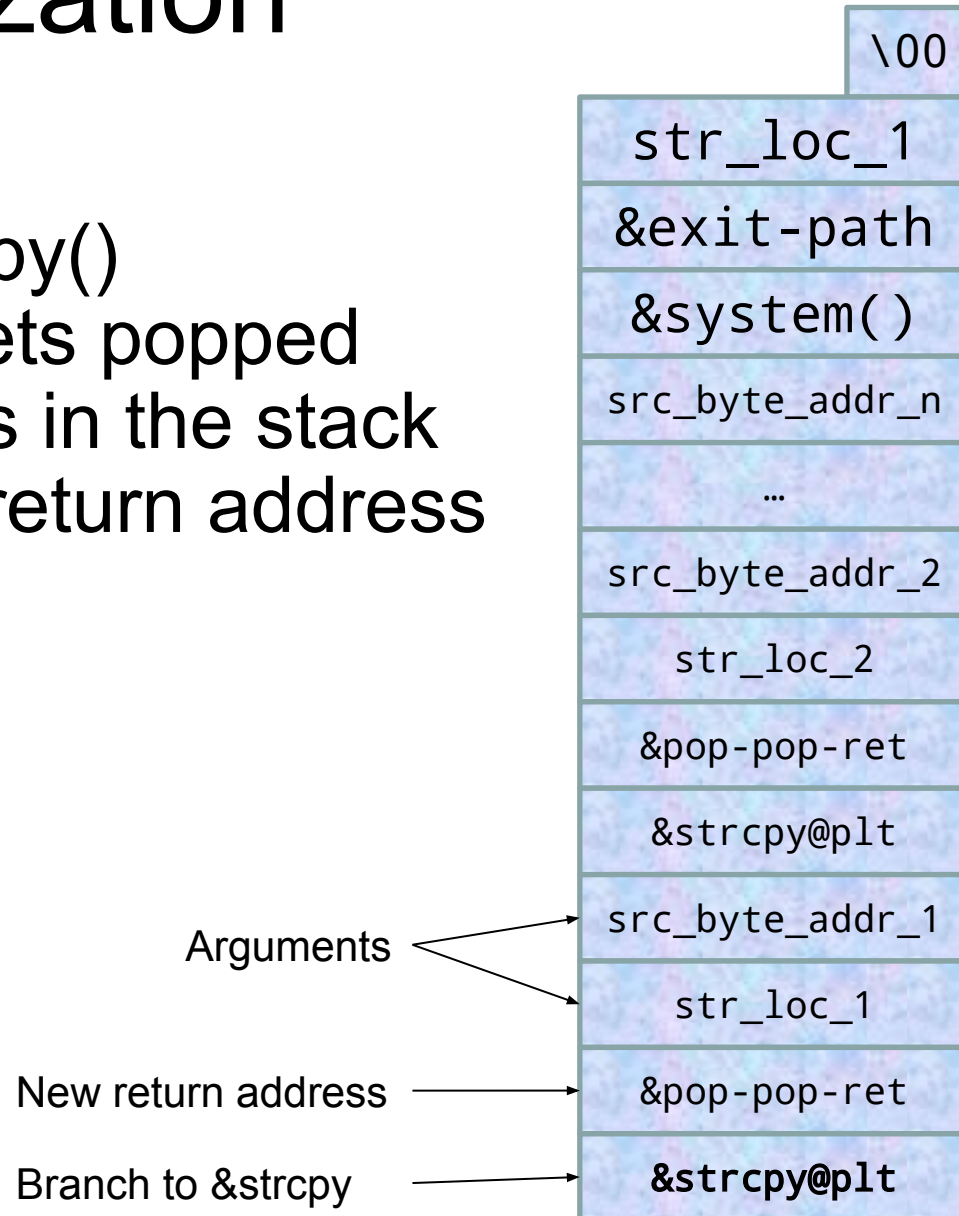 zation
py()
ets popped
s in the stack
return address
\00
str_loc_1
&exit-path
&system()
src_byte_addr_n
…
src_byte_addr_2
str_loc_2
&pop-pop-ret
&strcpy@plt
Arguments
src_byte_addr_1
str_loc_1
New return address
&pop-pop-ret
Branch to &strcpy
&strcpy@plt